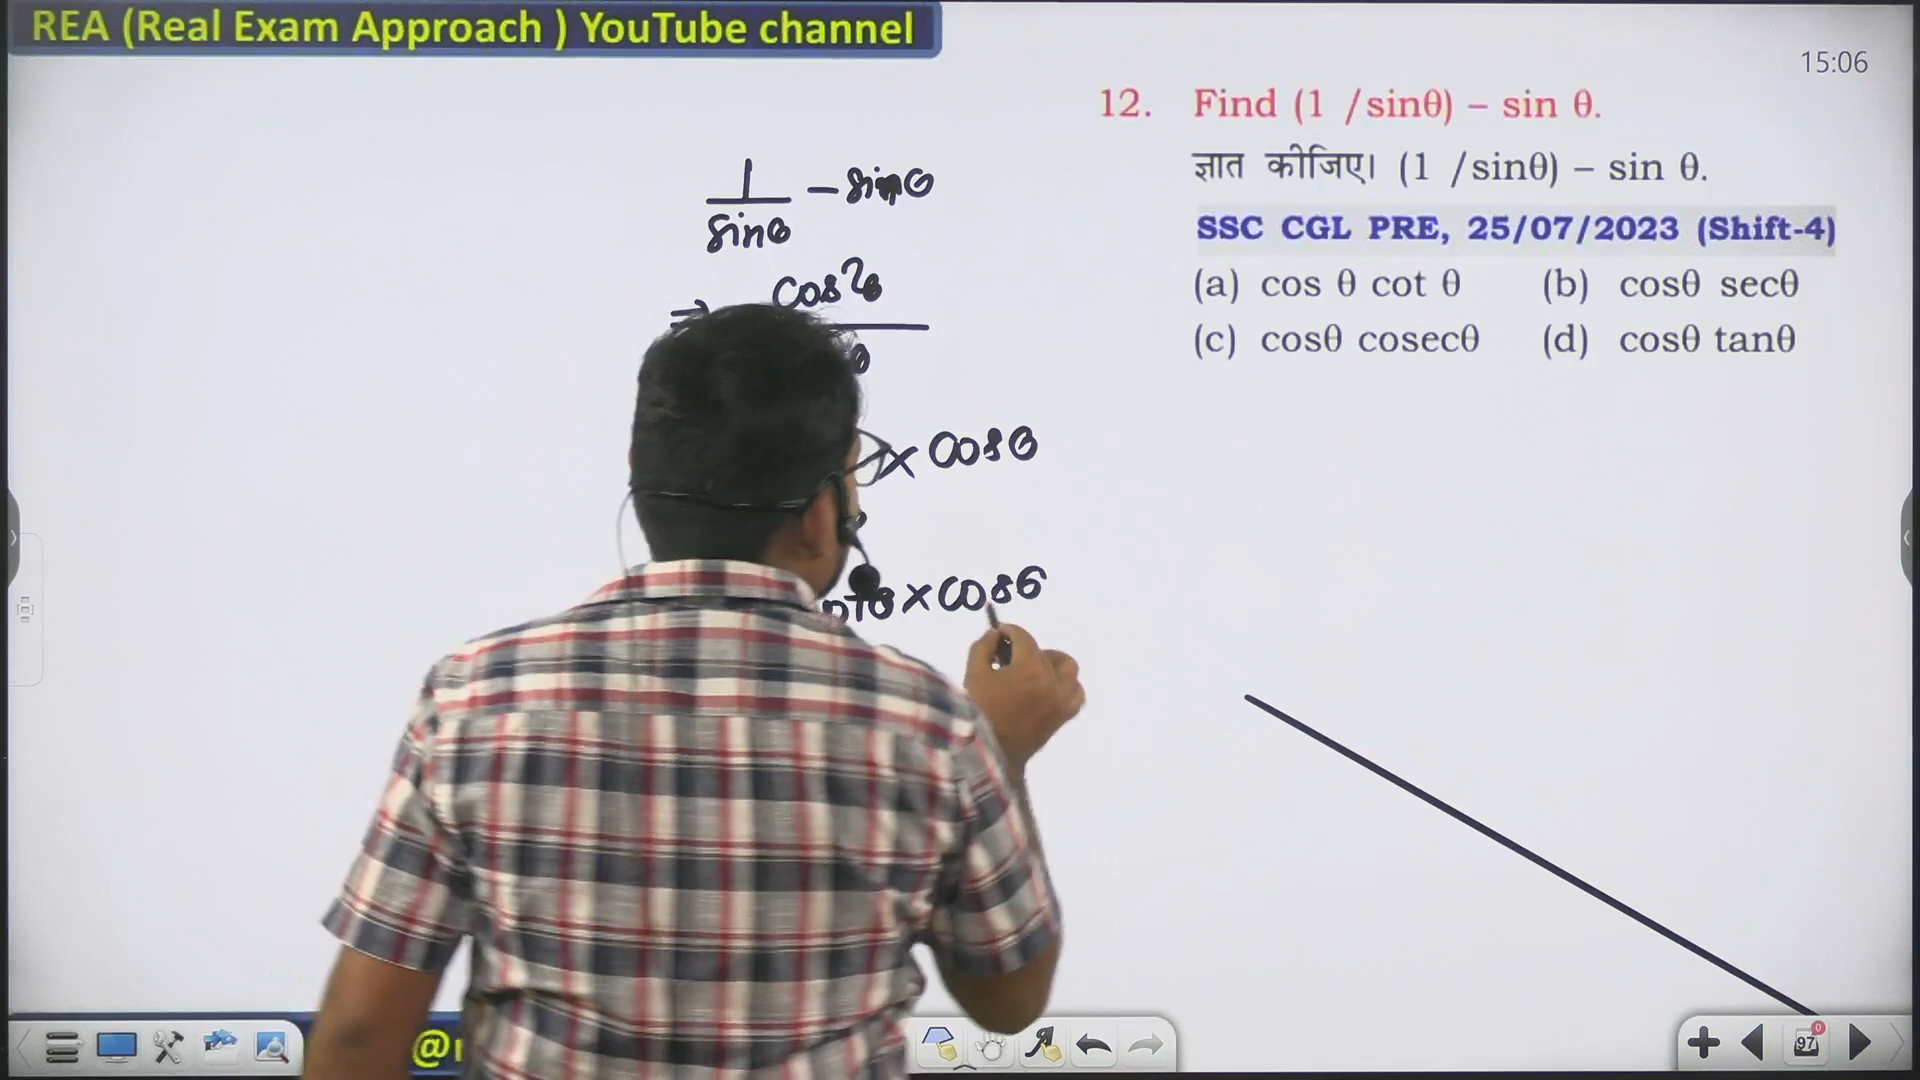 REA (Real Exam Approach ) YouTube channel
15:06
12. Find (1 /sinθ) – sin θ.
ज्ञात कीजिए। (1 /sinθ) – sin θ.
SSC CGL PRE, 25/07/2023 (Shift-4)
(a) cos θ cot θ (b) cosθ secθ
(c) cosθ cosecθ (d) cosθ tanθ
1
– sinθ
sinθ
→ cos²θ
θ
× cosθ
× cosθ
@
97
0